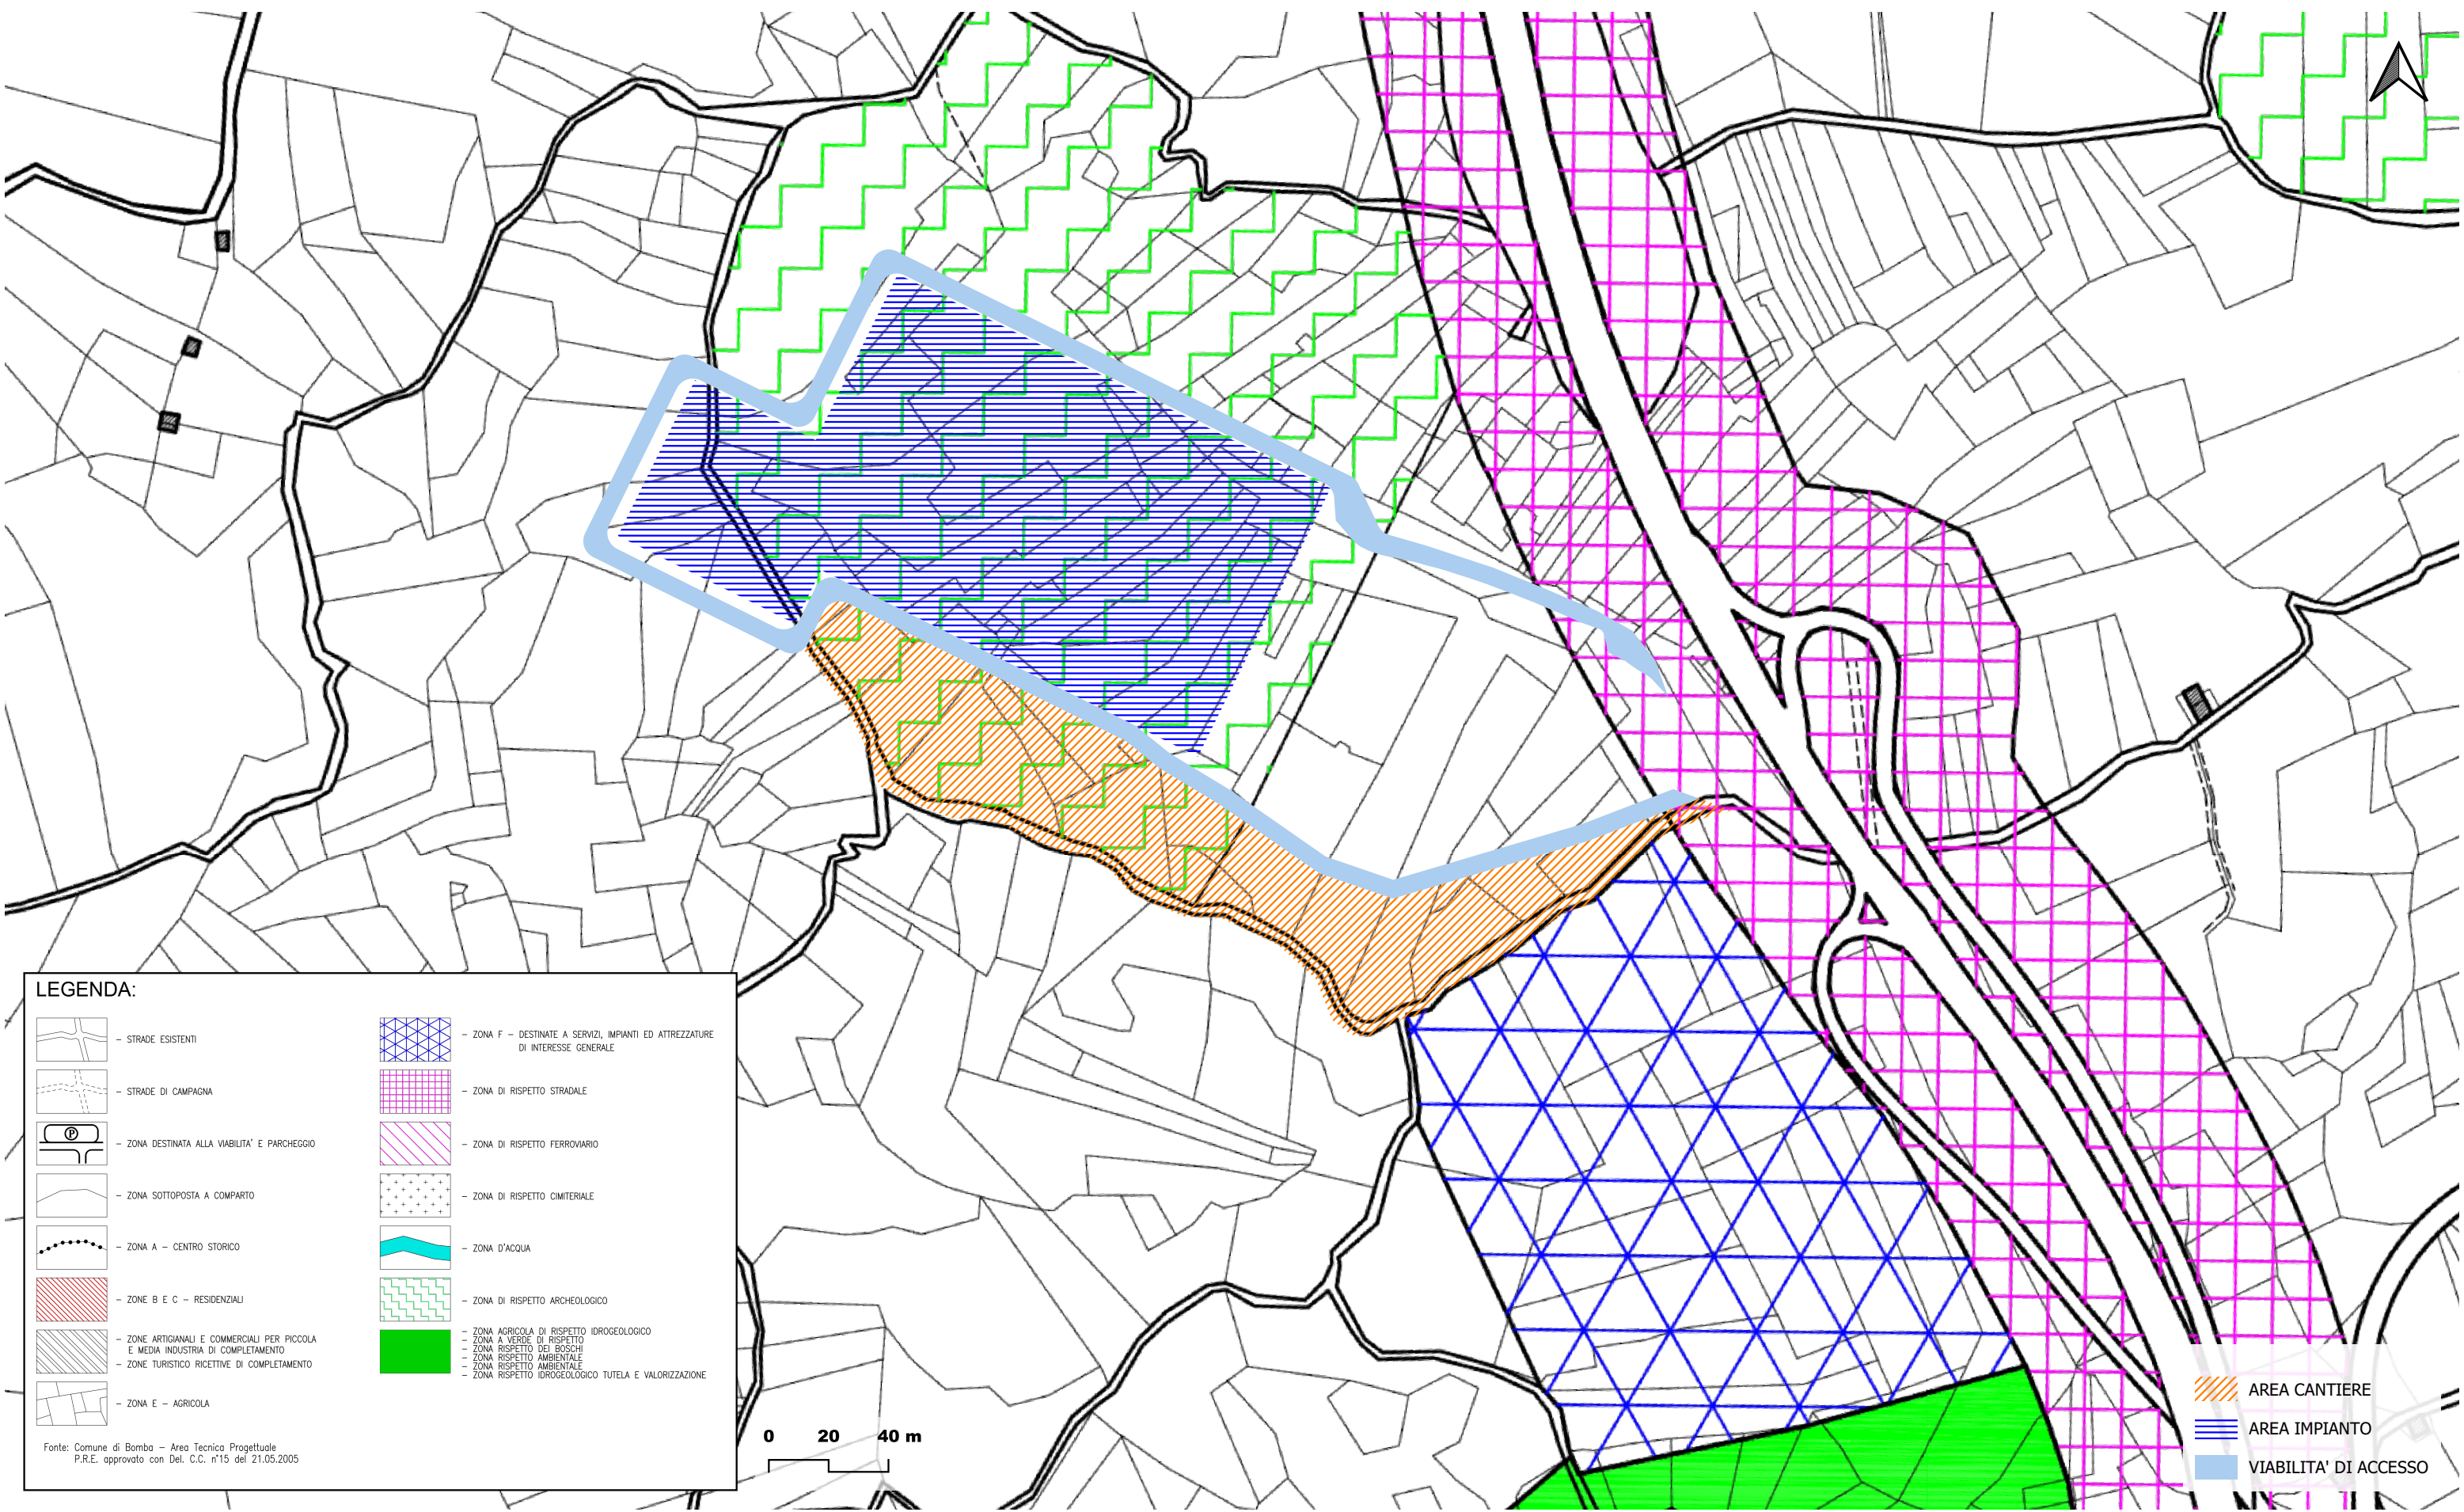 LEGENDA:
– STRADE ESISTENTI
– STRADE DI CAMPAGNA
P
– ZONA DESTINATA ALLA VIABILITA' E PARCHEGGIO
– ZONA SOTTOPOSTA A COMPARTO
– ZONA A – CENTRO STORICO
– ZONE B E C – RESIDENZIALI
– ZONE ARTIGIANALI E COMMERCIALI PER PICCOLA
E MEDIA INDUSTRIA DI COMPLETAMENTO
– ZONE TURISTICO RICETTIVE DI COMPLETAMENTO
– ZONA E – AGRICOLA
– ZONA F – DESTINATE A SERVIZI, IMPIANTI ED ATTREZZATURE
DI INTERESSE GENERALE
– ZONA DI RISPETTO STRADALE
– ZONA DI RISPETTO FERROVIARIO
– ZONA DI RISPETTO CIMITERIALE
– ZONA D'ACQUA
– ZONA DI RISPETTO ARCHEOLOGICO
– ZONA AGRICOLA DI RISPETTO IDROGEOLOGICO
– ZONA A VERDE DI RISPETTO
– ZONA RISPETTO DEI BOSCHI
– ZONA RISPETTO AMBIENTALE
– ZONA RISPETTO AMBIENTALE
– ZONA RISPETTO IDROGEOLOGICO TUTELA E VALORIZZAZIONE
Fonte: Comune di Bomba – Area Tecnica Progettuale
P.R.E. approvato con Del. C.C. n°15 del 21.05.2005
0 20 40 m
AREA CANTIERE
AREA IMPIANTO
VIABILITA' DI ACCESSO